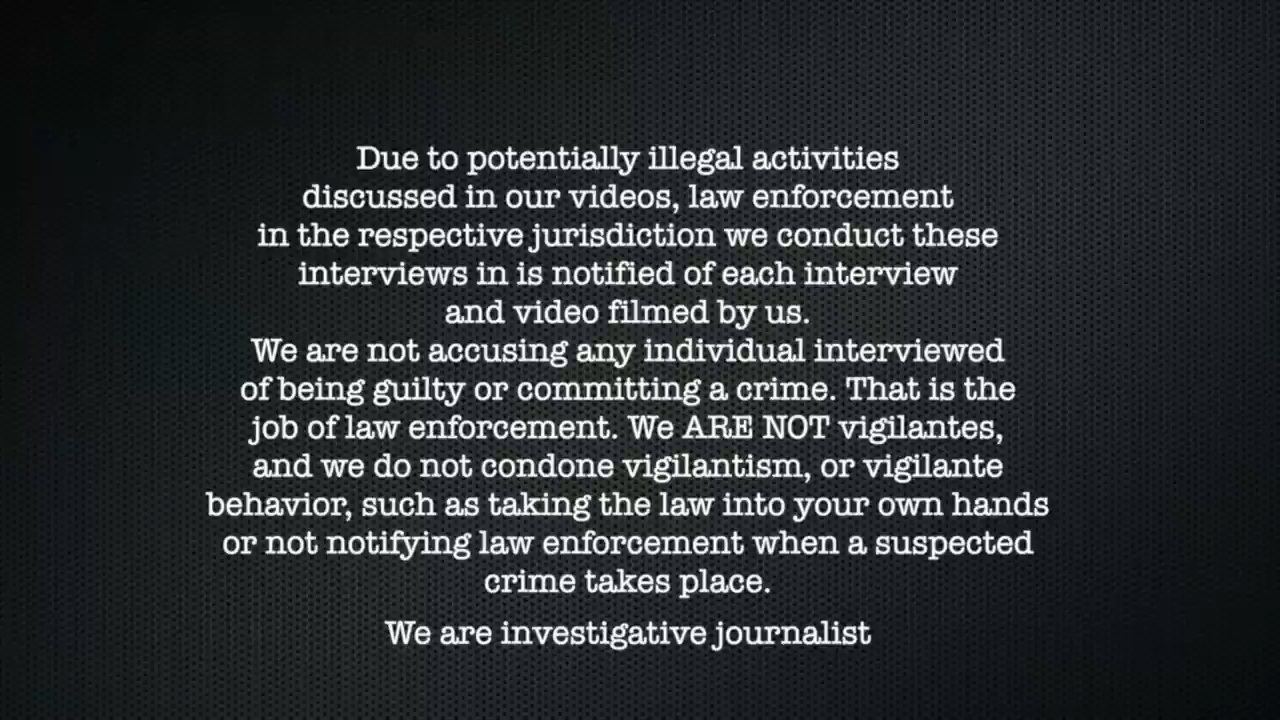 Due to potentially illegal activities
discussed in our videos, law enforcement
in the respective jurisdiction we conduct these
interviews in is notified of each interview
and video filmed by us.
We are not accusing any individual interviewed
of being guilty or committing a crime. That is the
job of law enforcement. We ARE NOT vigilantes,
and we do not condone vigilantism, or vigilante
behavior, such as taking the law into your own hands
or not notifying law enforcement when a suspected
crime takes place.
We are investigative journalist